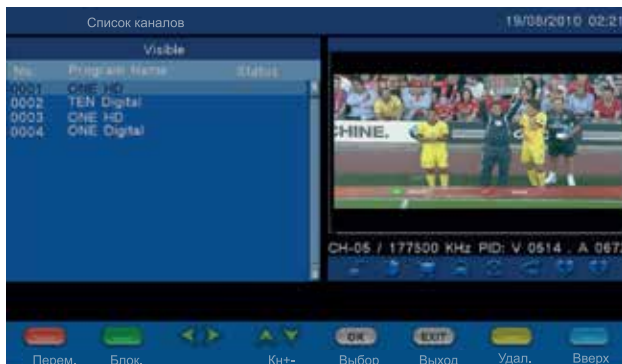 Список каналов 19/08/2010 02:21
Visible
No. Program Name Status
0001 ONE HD
0002 TEN Digital
0003 ONE HD
0004 ONE Digital
CHINE.
CH-05 / 177500 KHz PID: V 0514 . A 067
OK EXIT
Перем. Блок. Кн+- Выбор Выход Удал. Вверх